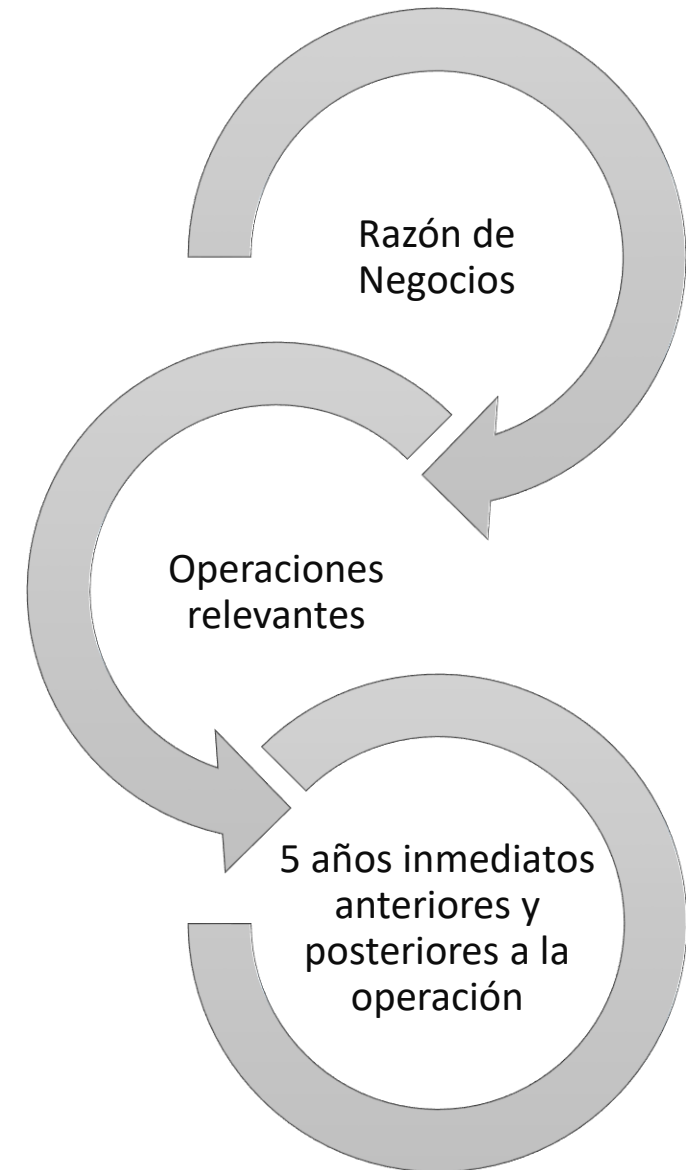 Razón de
Negocios
Operaciones
relevantes
5 años inmediatos
anteriores y
posteriores a la
operación